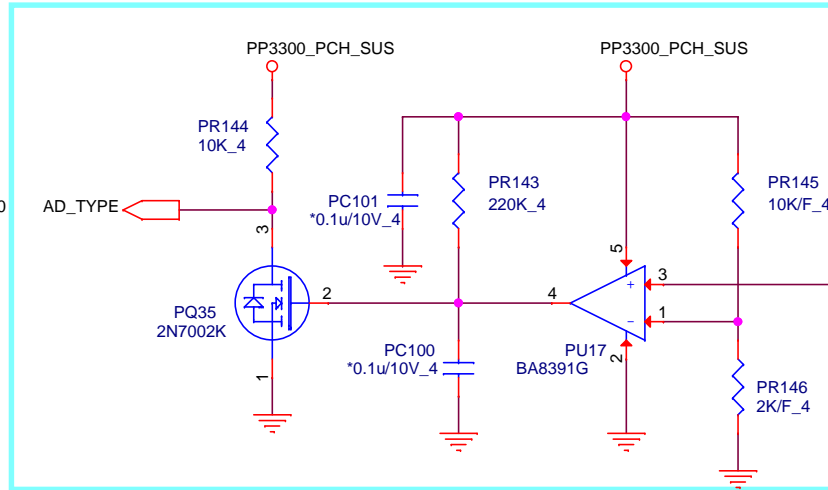 PP3300_PCH_SUS
PP3300_PCH_SUS
PR144
10K_4
PC101
*0.1u/10V_4
PR143
220K_4
PR145
10K/F_4
0
AD_TYPE
3
5
3
+
2
4
1
-
PQ35
2N7002K
PC100
*0.1u/10V_4
PU17
BA8391G
2
1
PR146
2K/F_4